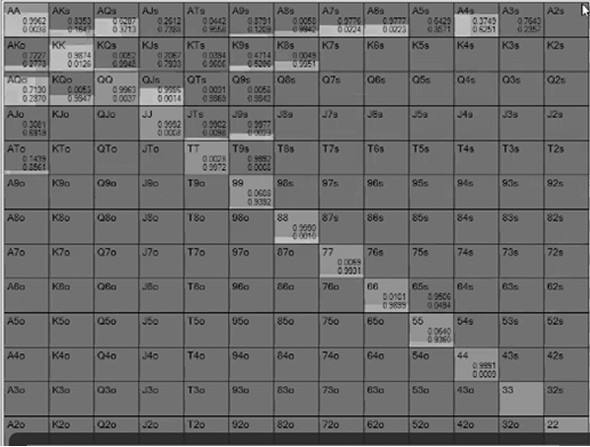 AA AKs AQs AJs ATs A9s A8s A7s A6s A5s A4s A3s A2s
0.9962 0.8353 0.6287 0.2612 0.0442 0.8791 0.0058 0.9776 0.9777 0.6429 0.3749 0.7643
0.0038 0.1647 0.3713 0.7388 0.9558 0.1209 0.9942 0.0224 0.0223 0.3571 0.6251 0.2357
AKo KK KQs KJs KTs K9s K8s K7s K6s K5s K4s K3s K2s
0.7227 0.9874 0.0052 0.2067 0.0394 0.4714 0.0049
0.2773 0.0126 0.9948 0.7933 0.9606 0.5286 0.9951
AQo KQo QQ QJs QTs Q9s Q8s Q7s Q6s Q5s Q4s Q3s Q2s
0.7130 0.0053 0.9963 0.9986 0.0031 0.0058
0.2870 0.9947 0.0037 0.0014 0.9969 0.9942
AJo KJo QJo JJ JTs J9s J8s J7s J6s J5s J4s J3s J2s
0.3081 0.9992 0.9902 0.9977
0.6919 0.0008 0.0098 0.0023
ATo KTo QTo JTo TT T9s T8s T7s T6s T5s T4s T3s T2s
0.1439 0.0028 0.9992
0.8561 0.9972 0.0008
A9o K9o Q9o J9o T9o 99 98s 97s 96s 95s 94s 93s 92s
0.0608
0.9392
A8o K8o Q8o J8o T8o 98o 88 87s 86s 85s 84s 83s 82s
0.9990
0.0010
A7o K7o Q7o J7o T7o 97o 87o 77 76s 75s 74s 73s 72s
0.0069
0.9931
A6o K6o Q6o J6o T6o 96o 86o 76o 66 65s 64s 63s 62s
0.0101 0.9506
0.9899 0.0494
A5o K5o Q5o J5o T5o 95o 85o 75o 65o 55 54s 53s 52s
0.0640
0.9360
A4o K4o Q4o J4o T4o 94o 84o 74o 64o 54o 44 43s 42s
0.9991
0.0009
A3o K3o Q3o J3o T3o 93o 83o 73o 63o 53o 43o 33 32s
A2o K2o Q2o J2o T2o 92o 82o 72o 62o 52o 42o 32o 22